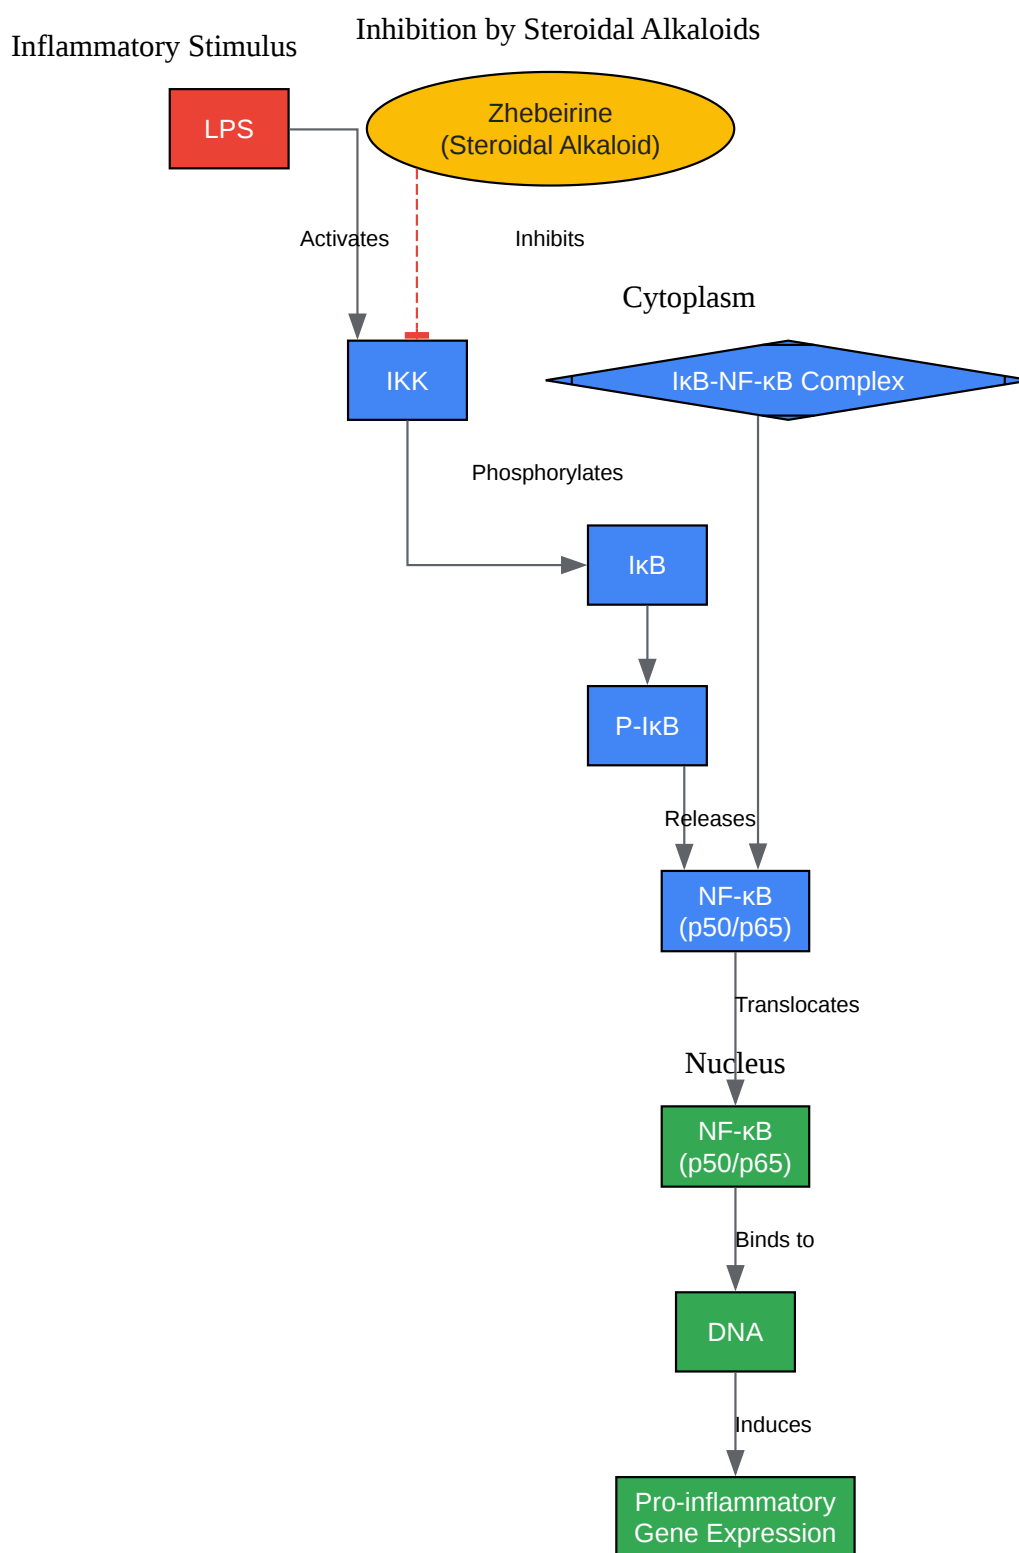 Inhibition by Steroidal Alkaloids
Inflammatory Stimulus
LPS
Zhebeirine
(Steroidal Alkaloid)
Activates
Inhibits
Cytoplasm
IKK
IκB-NF-κB Complex
Phosphorylates
IκB
P-IκB
Releases
NF-κB
(p50/p65)
Translocates
Nucleus
NF-κB
(p50/p65)
Binds to
DNA
Induces
Pro-inflammatory
Gene Expression